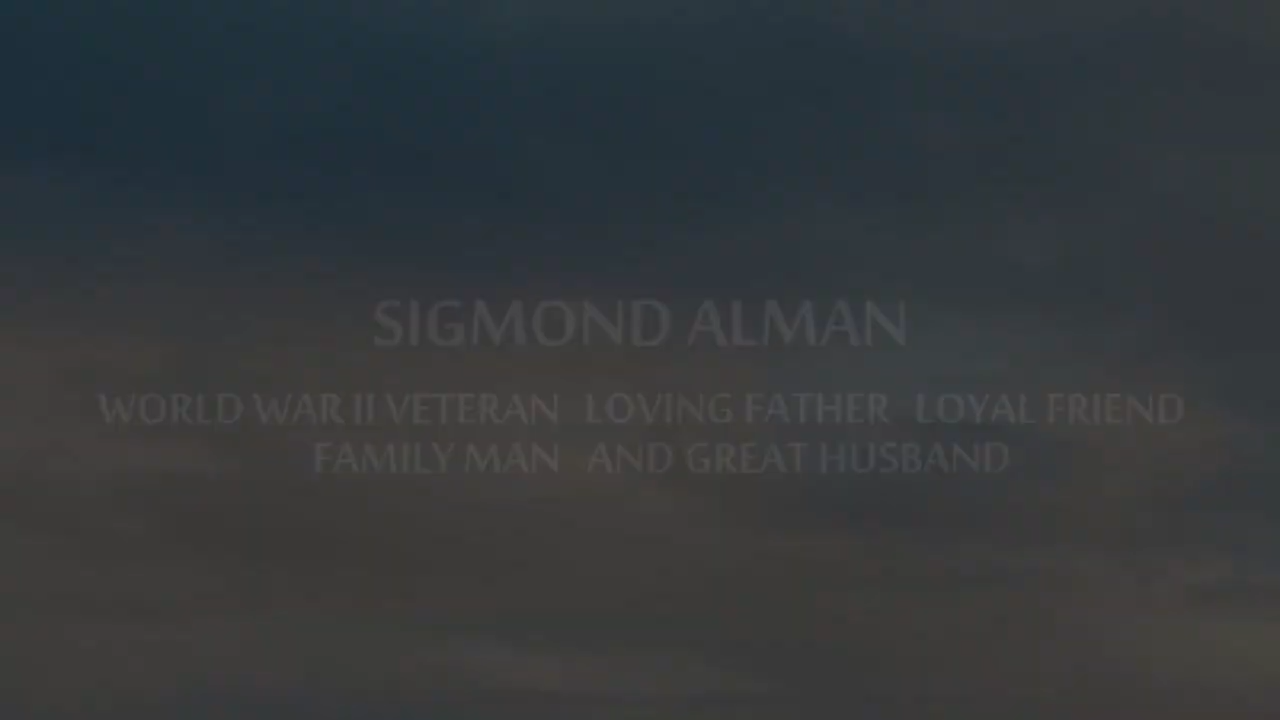 SIGMOND ALMAN
WORLD WAR II VETERAN LOVING FATHER LOYAL FRIEND
FAMILY MAN AND GREAT HUSBAND